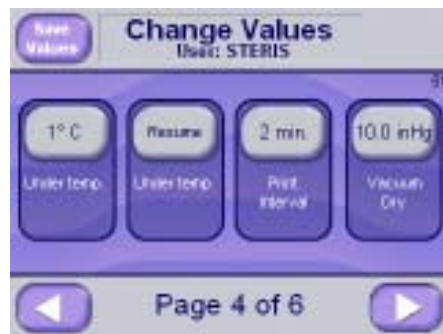 Save
Values
Change Values
User: STERIS
1° C
Resume
2 min.
10.0 inHg
Under temp.
Under temp.
Print
Interval
Vacuum
Dry
Page 4 of 6